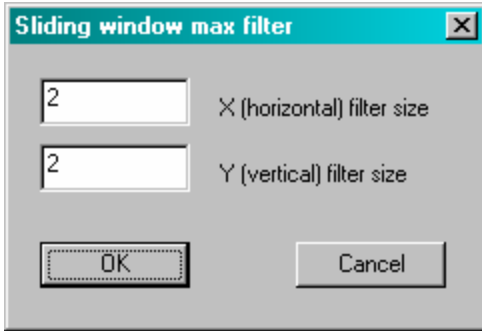 Sliding window max filter
2 X (horizontal) filter size
2 Y (vertical) filter size
OK Cancel